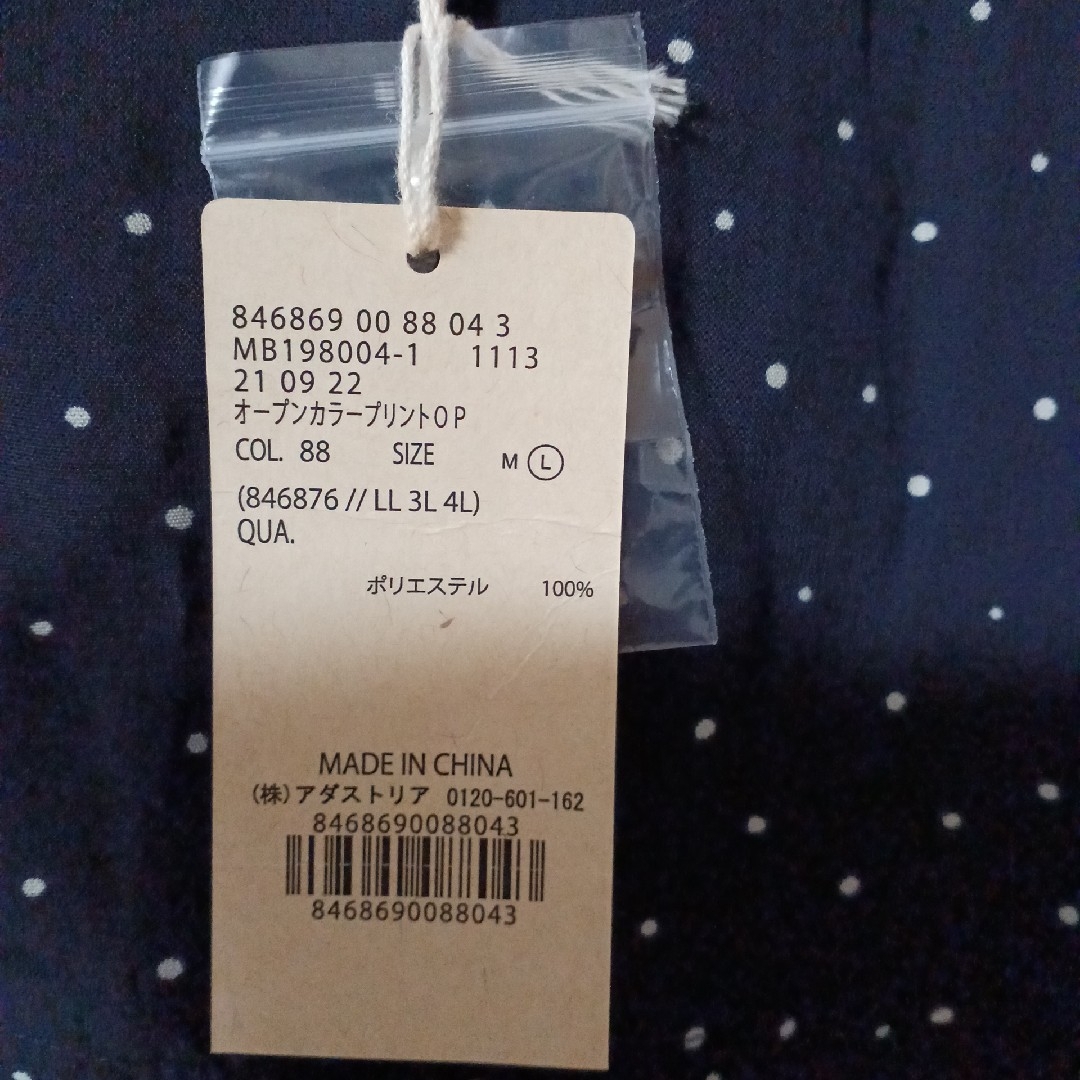 846869 00 88 04 3
MB198004-1 1113
21 09 22
オープンカラープリントOP
COL. 88 SIZE M L
(846876 // LL 3L 4L)
QUA.
ポリエステル 100%
MADE IN CHINA
(株)アダストリア 0120-601-162
8468690088043
8468690088043